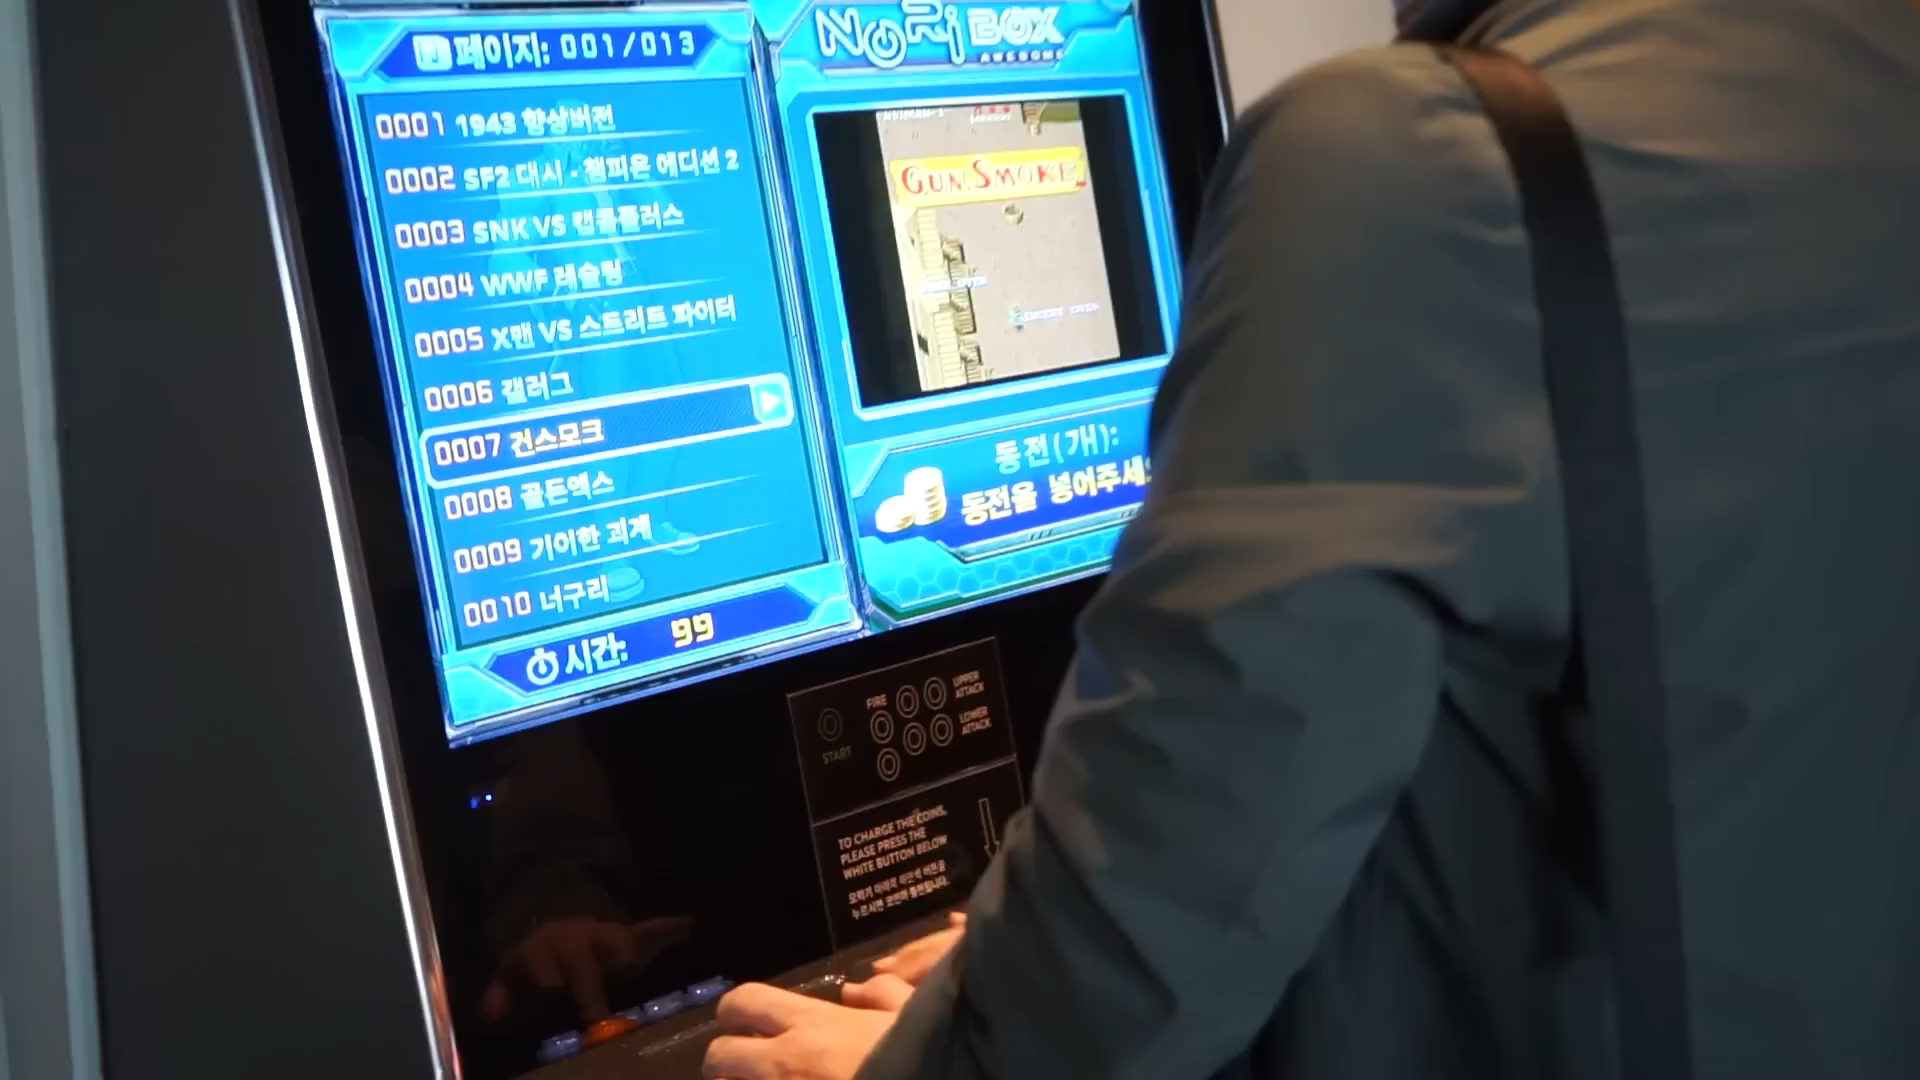 페이지: 001/013
0001 1943 향상버전
0002 SF2 대시 - 챔피온 에디션 2
0003 SNK VS 캡콤플러스
0004 WWF 레슬링
0005 X맨 VS 스트리트 파이터
0006 갤러그
0007 건스모크
0008 골든엑스
0009 기이한 괴계
0010 너구리
시간: 99
NORi BOX
AWESOME
GUN.SMOKE
동전(개):
동전을 넣어주세
START
FIRE
UPPER
ATTACK
LOWER
ATTACK
TO CHARGE THE COINS,
PLEASE PRESS THE
WHITE BUTTON BELOW